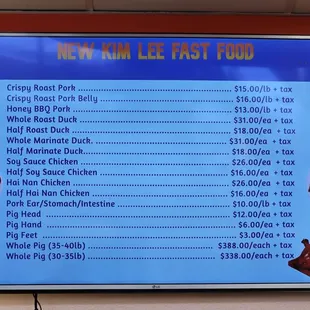 NEW KIM LEE FAST FOOD
Crispy Roast Pork ........ $15.00/lb + tax
Crispy Roast Pork Belly ........ $16.00/lb + tax
Honey BBQ Pork ........ $13.00/lb + tax
Whole Roast Duck ........ $31.00/ea + tax
Half Roast Duck ........ $18.00/ea + tax
Whole Marinate Duck. ........ $31.00/ea + tax
Half Marinate Duck ........ $18.00/ea + tax
Soy Sauce Chicken ........ $26.00/ea + tax
Half Soy Sauce Chicken ........ $16.00/ea + tax
Hai Nan Chicken ........ $26.00/ea + tax
Half Hai Nan Chicken ........ $16.00/ea + tax
Pork Ear/Stomach/Intestine ........ $10.00/lb + tax
Pig Head ........ $12.00/ea + tax
Pig Hand ........ $6.00/ea + tax
Pig Feet ........ $3.00/ea + tax
Whole Pig (35-40lb) ........ $388.00/each + tax
Whole Pig (30-35lb) ........ $338.00/each + tax